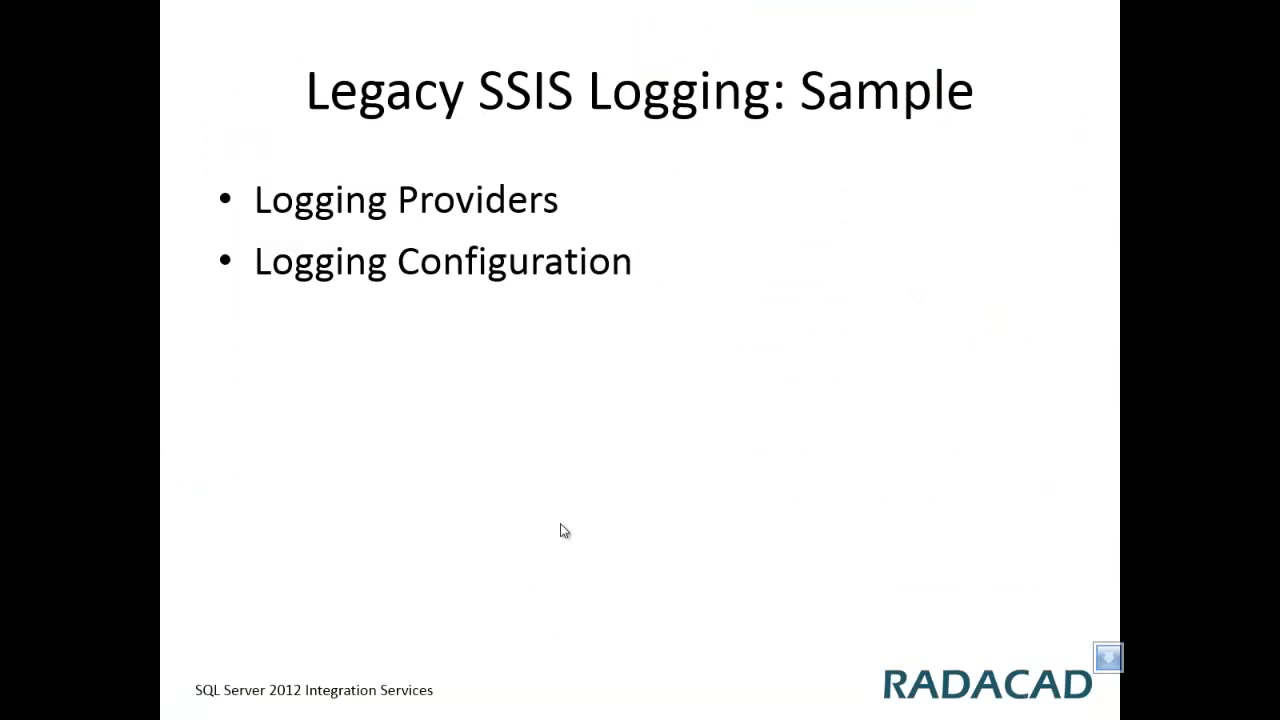 Legacy SSIS Logging: Sample
• Logging Providers
• Logging Configuration
SQL Server 2012 Integration Services
RADACAD